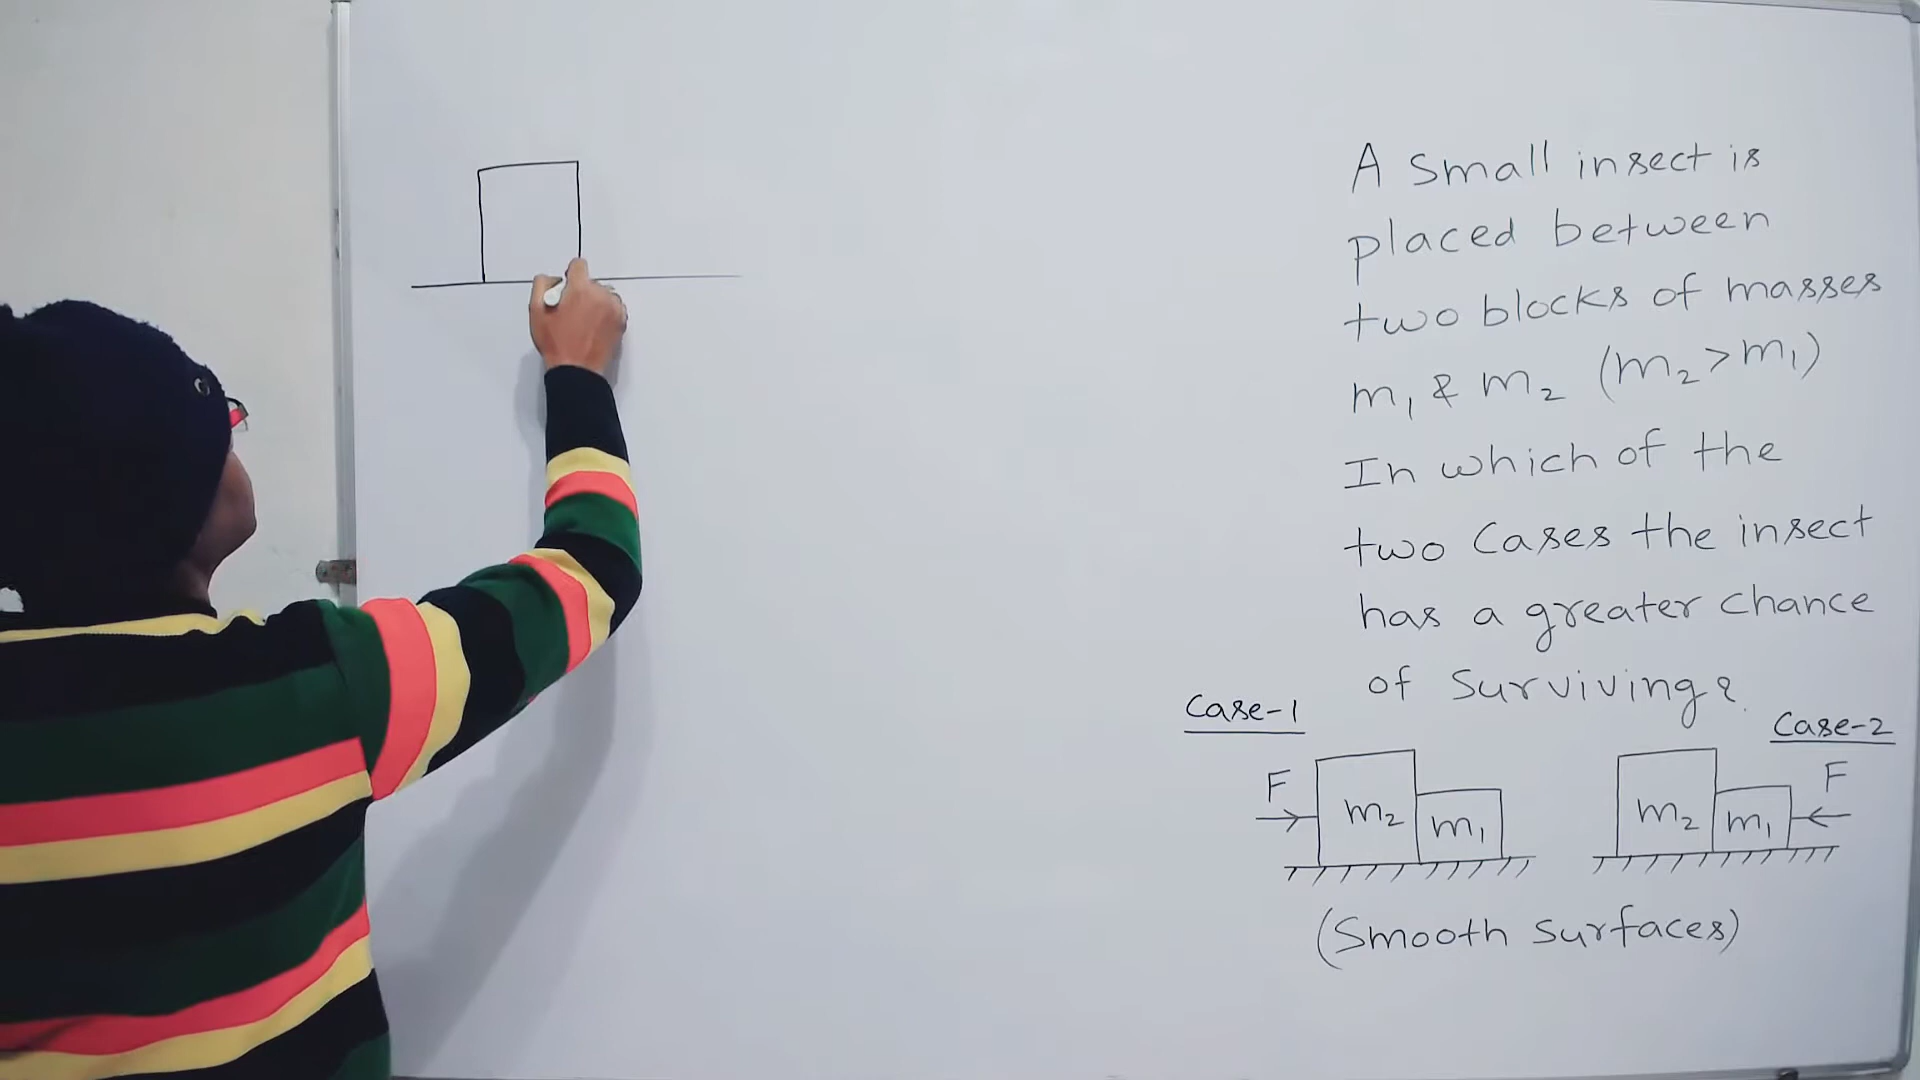 A small insect is
placed between
two blocks of masses
m₁ & m₂ (m₂>m₁)
In which of the
two cases the insect
has a greater chance
of surviving?
Case-1
Case-2
F
m₂
m₁
m₂
m₁
F
(Smooth surfaces)